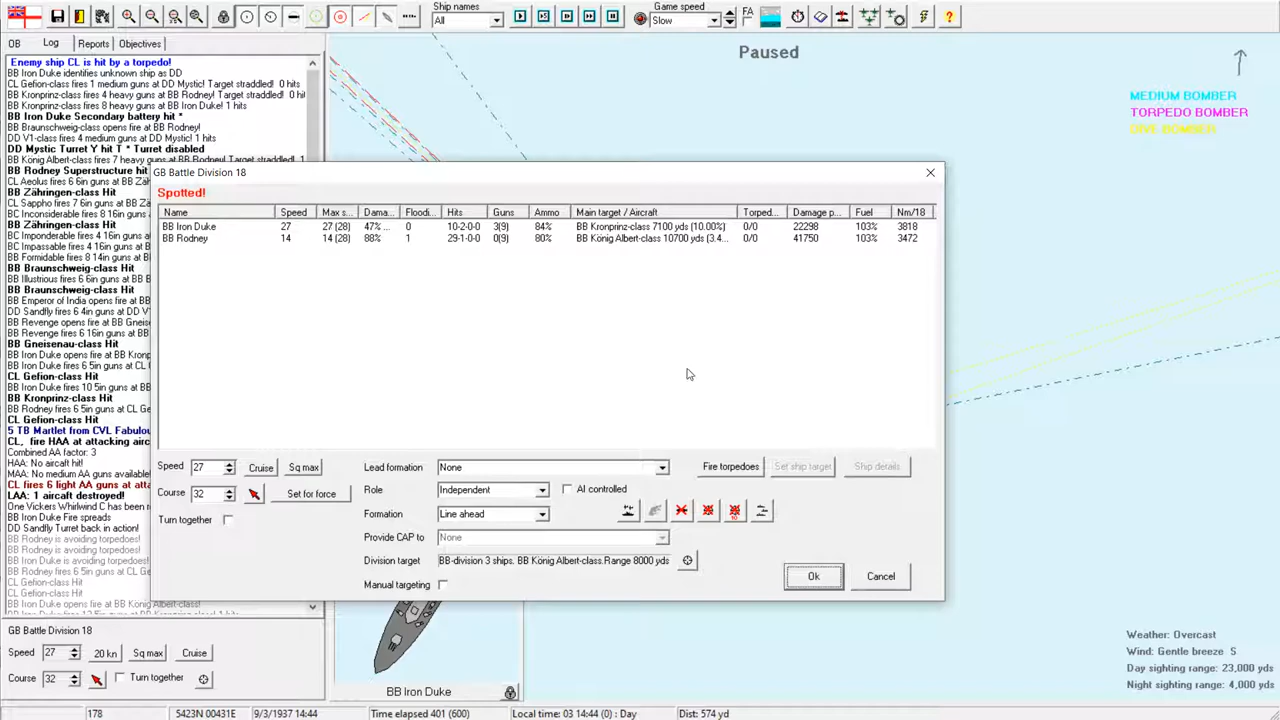 Ship names
All
Game speed
Slow
FA
OB
Log
Reports
Objectives
Paused
MEDIUM BOMBER
TORPEDO BOMBER
DIVE BOMBER
Enemy ship CL is hit by a torpedo!
BB Iron Duke identifies unknown ship as DD
CL Gefion-class fires 1 medium guns at DD Mystic! Target straddled! 0 hits
BB Kronprinz-class fires 4 heavy guns at BB Rodney! Target straddled! 0 hi
BB Kronprinz-class fires 8 heavy guns at BB Iron Duke! 1 hits
BB Iron Duke Secondary battery hit *
BB Braunschweig-class opens fire at BB Rodney!
DD V1-class fires 4 medium guns at DD Mystic! 1 hits
DD Mystic Turret Y hit T * Turret disabled
BB König Albert-class fires 7 heavy guns at BB Rodney! Target straddled! 1
BB Rodney Superstructure hit
CL Aeolus fires 6 6in guns at BB Zäh
BB Zähringen-class Hit
CL Sappho fires 7 6in guns at BB Zäh
BB Zähringen-class Hit
BC Inconsiderable fires 8 16in guns at
BB Zähringen-class Hit
BC Imponderable fires 4 16in guns at
BC Impassable fires 4 16in guns at BB
BB Formidable fires 8 14in guns at BB
BB Braunschweig-class Hit
BB Illustrious fires 6 6in guns at BB B
BB Braunschweig-class Hit
BB Emperor of India opens fire at BB G
DD Sandfly fires 6 4in guns at DD V1
BB Revenge opens fire at BB Gneise
BB Revenge fires 6 16in guns at BB
BB Gneisenau-class Hit
BB Iron Duke opens fire at BB Kronp
BB Iron Duke fires 6 5in guns at CL
CL Gefion-class Hit
BB Iron Duke fires 10 5in guns at CL
BB Kronprinz-class Hit
BB Rodney fires 6 6in guns at CL Gef
CL Gefion-class Hit
5 TB Martlet from CVL Fabulou
CL, fire HAA at attacking airc
Combined AA factor: 3
HAA: No aircraft hit!
MAA: No medium AA guns available!
CL fires 6 light AA guns at atta
LAA: 1 aircraft destroyed!
One Vickers Whirlwind C has been r
BB Iron Duke Fire spreads
DD Sandfly Turret back in action!
BB Rodney is avoiding torpedoes!
BB Iron Duke is avoiding torpedoes!
BB Rodney is avoiding torpedoes!
BB Rodney fires 6 6in guns at CL Gef
CL Gefion-class Hit
CL Gefion-class Hit
BB Iron Duke opens fire at BB König Albert-class!
GB Battle Division 18
Spotted!
Name Speed Max s... Dama... Floodi... Hits Guns Ammo Main target / Aircraft Torped... Damage p... Fuel Nm/18
BB Iron Duke 27 27 (28) 47% ... 0 10-2-0-0 3(9) 84% BB Kronprinz-class 7100 yds (10.00%) 0/0 22298 103% 3818
BB Rodney 14 14 (28) 88% 1 29-1-0-0 0(9) 80% BB König Albert-class 10700 yds (3.4... 0/0 41750 103% 3472
Speed 27 Cruise Sq max
Course 32 Set for force
Turn together
Lead formation None
Role Independent AI controlled
Formation Line ahead
Provide CAP to None
Division target BB-division 3 ships. BB König Albert-class.Range 8000 yds
Manual targeting
Fire torpedoes Set ship target Ship details
10
Ok Cancel
GB Battle Division 18
Speed 27 20 kn Sq max Cruise
Course 32 Turn together
BB Iron Duke
Weather: Overcast
Wind: Gentle breeze S
Day sighting range: 23,000 yds
Night sighting range: 4,000 yds
178 5423N 00431E 9/3/1937 14:44 Time elapsed 401 (600) Local time: 03 14:44 (0) : Day Dist: 574 yd